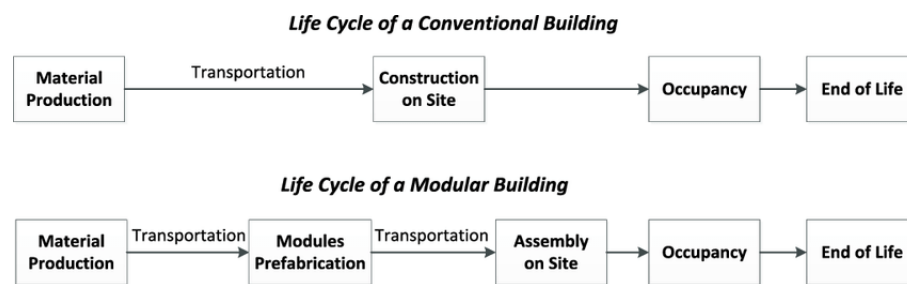 Life Cycle of a Conventional Building
Material
Production
Transportation
Construction
on Site
Occupancy
End of Life
Life Cycle of a Modular Building
Material
Production
Transportation
Modules
Prefabrication
Transportation
Assembly
on Site
Occupancy
End of Life